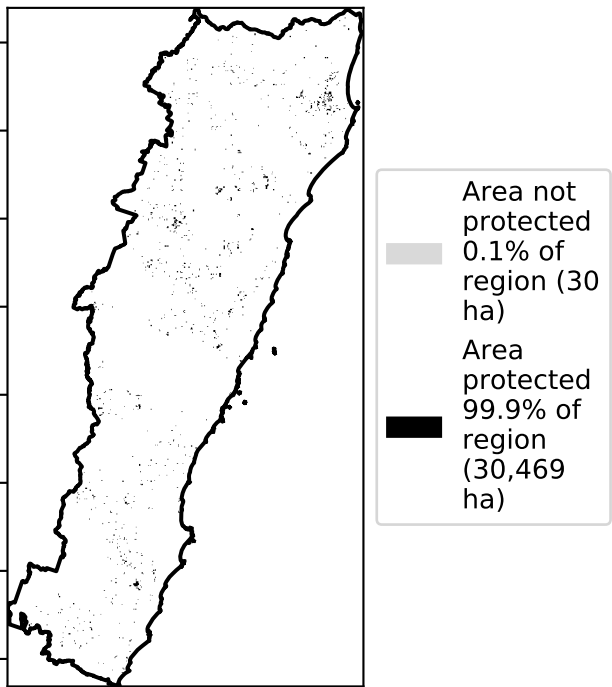 Area not
protected
0.1% of
region (30
ha)
Area
protected
99.9% of
region
(30,469
ha)